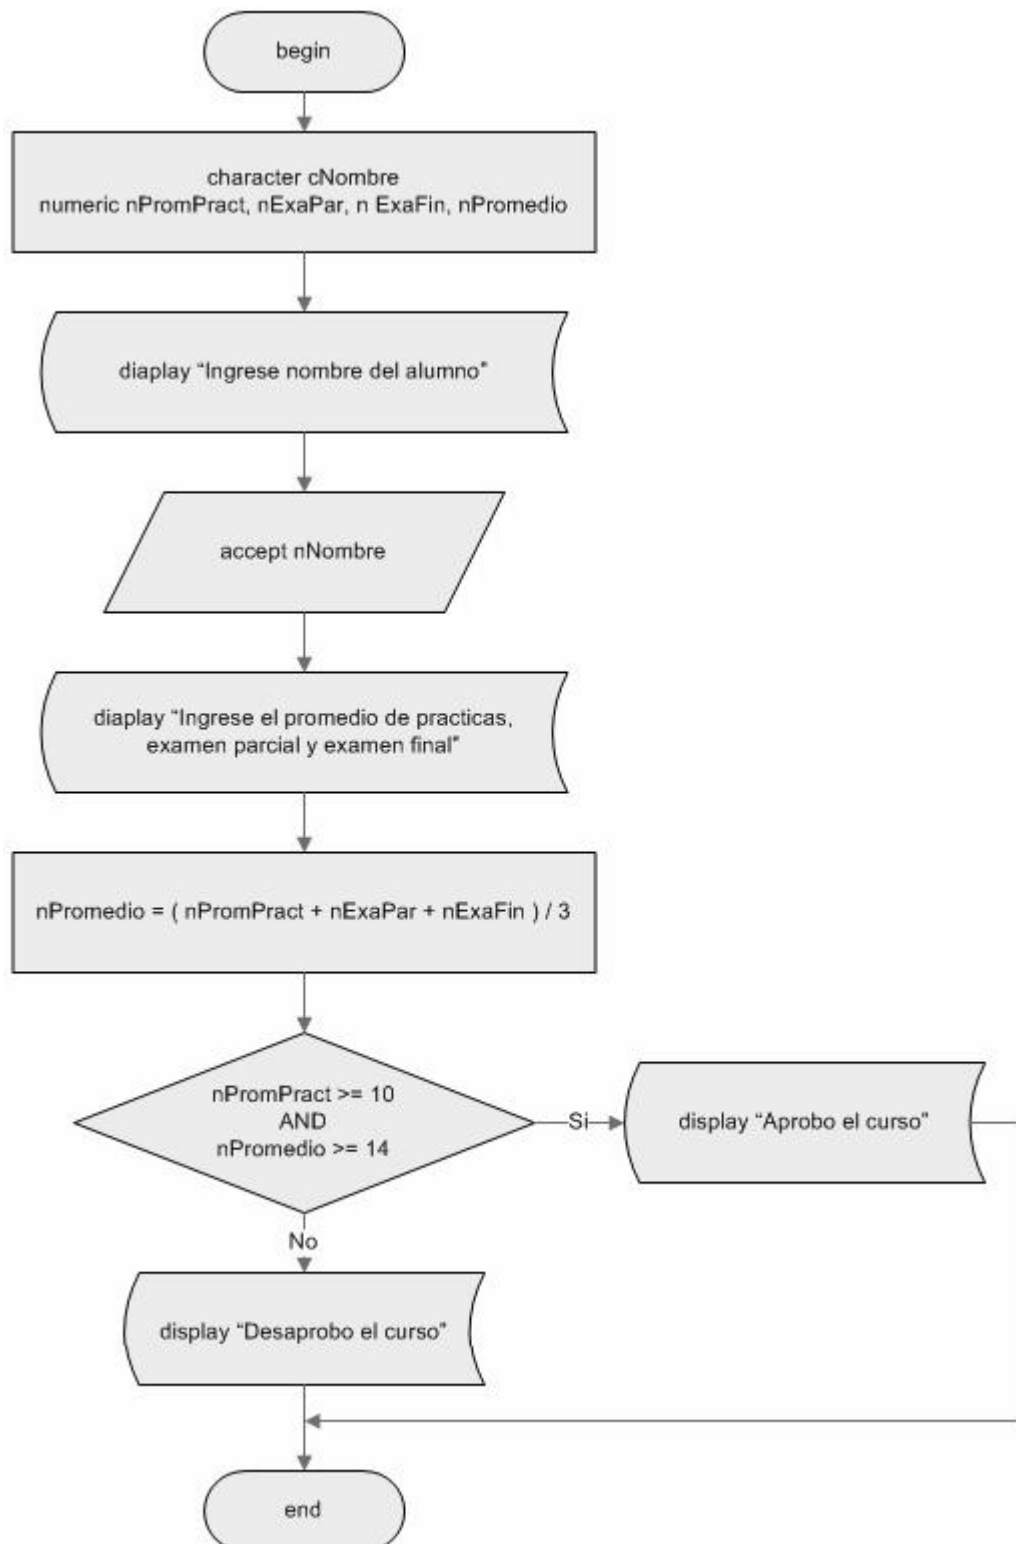 begin
character cNombre
numeric nPromPract, nExaPar, n ExaFin, nPromedio
diaplay “Ingrese nombre del alumno”
accept nNombre
diaplay “Ingrese el promedio de practicas,
examen parcial y examen final”
nPromedio = ( nPromPract + nExaPar + nExaFin ) / 3
nPromPract >= 10
AND
nPromedio >= 14
Si
display “Aprobo el curso”
No
display “Desaprobo el curso”
end